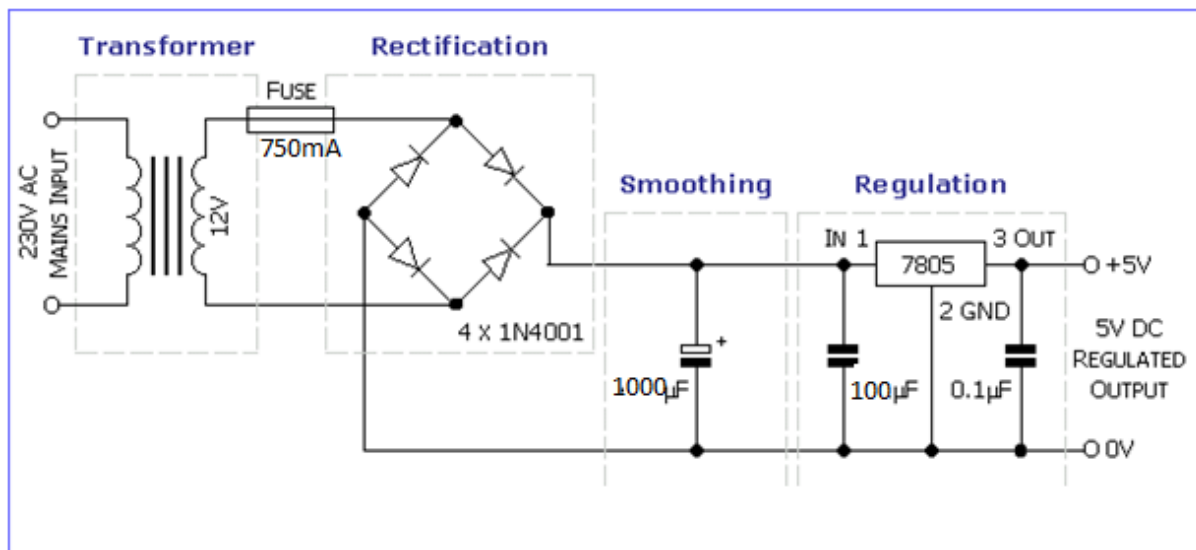 Transformer
Rectification
FUSE
750mA
230V AC
MAINS INPUT
12V
4 x 1N4001
Smoothing
+
1000µF
Regulation
IN 1
7805
3 OUT
2 GND
100µF
0.1µF
+5V
5V DC
REGULATED
OUTPUT
0V